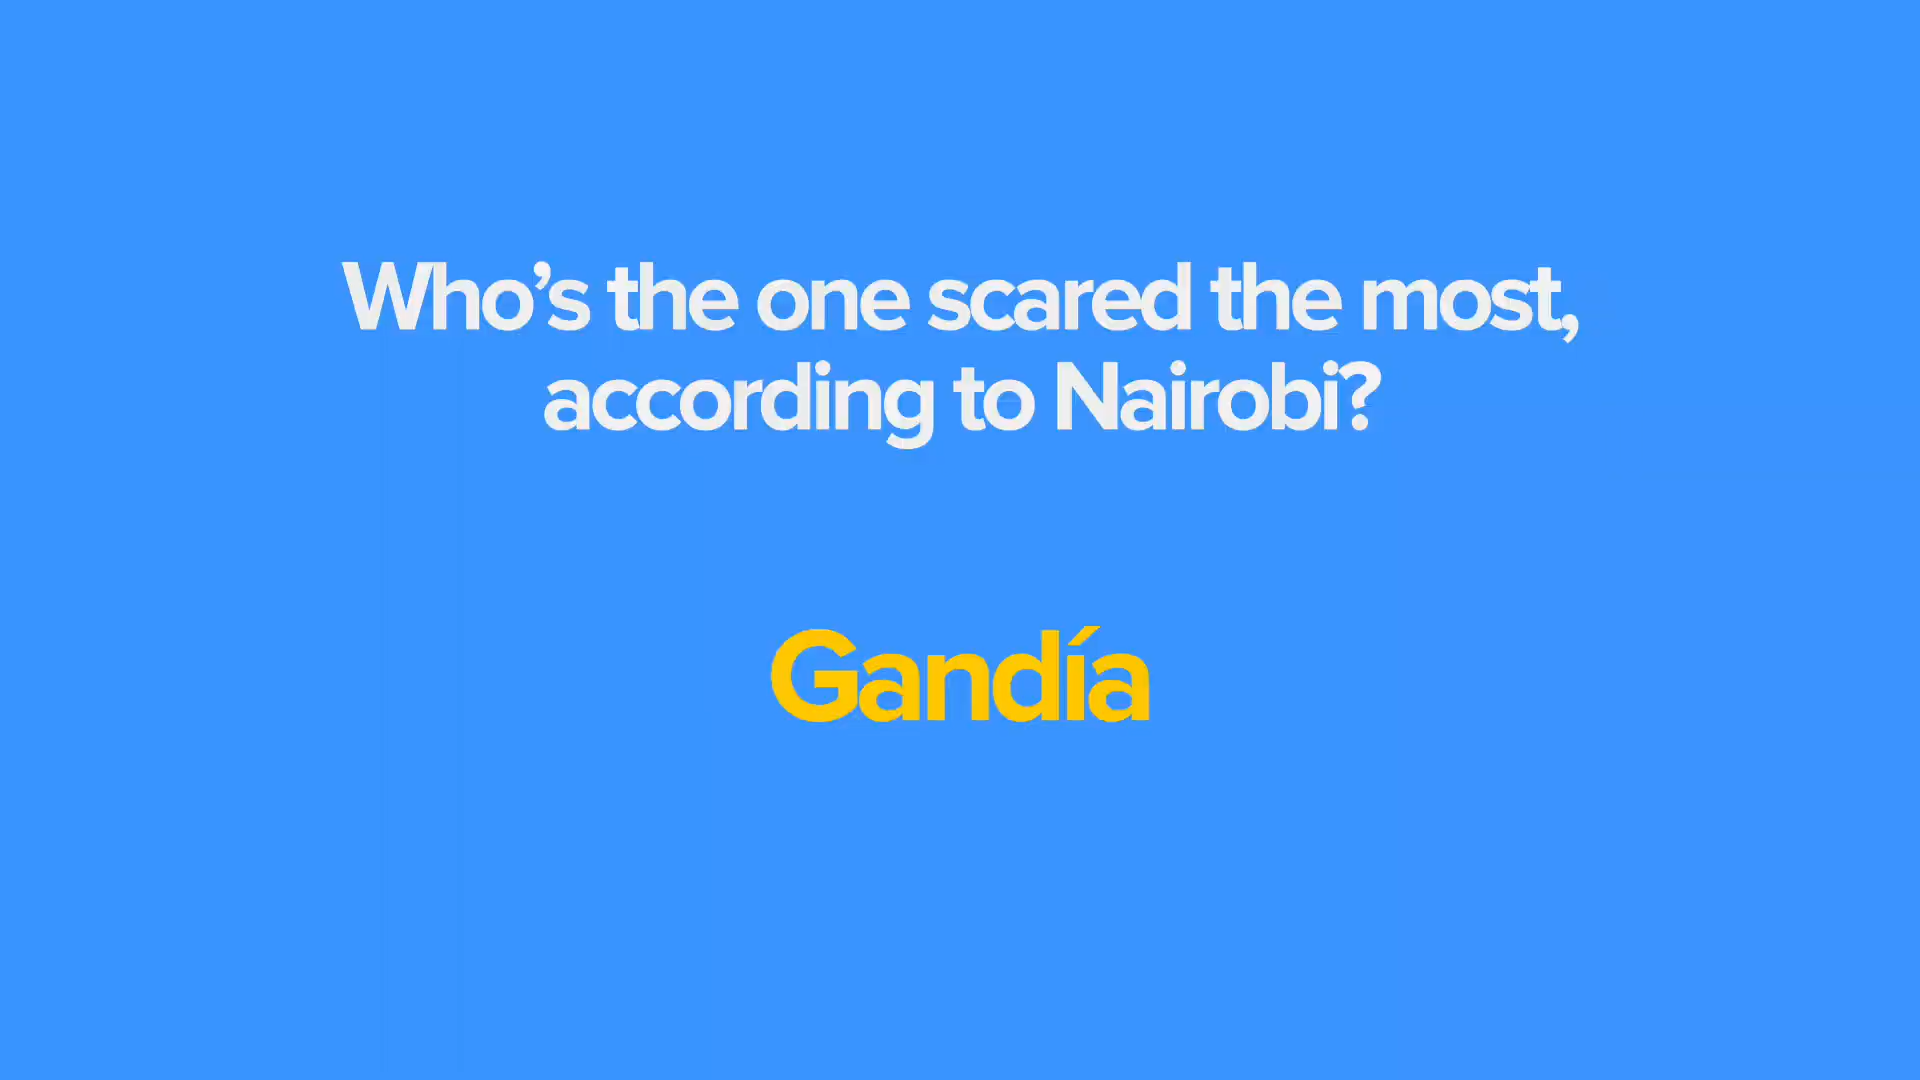 Who’s the one scared the most,
according to Nairobi?
Gandía